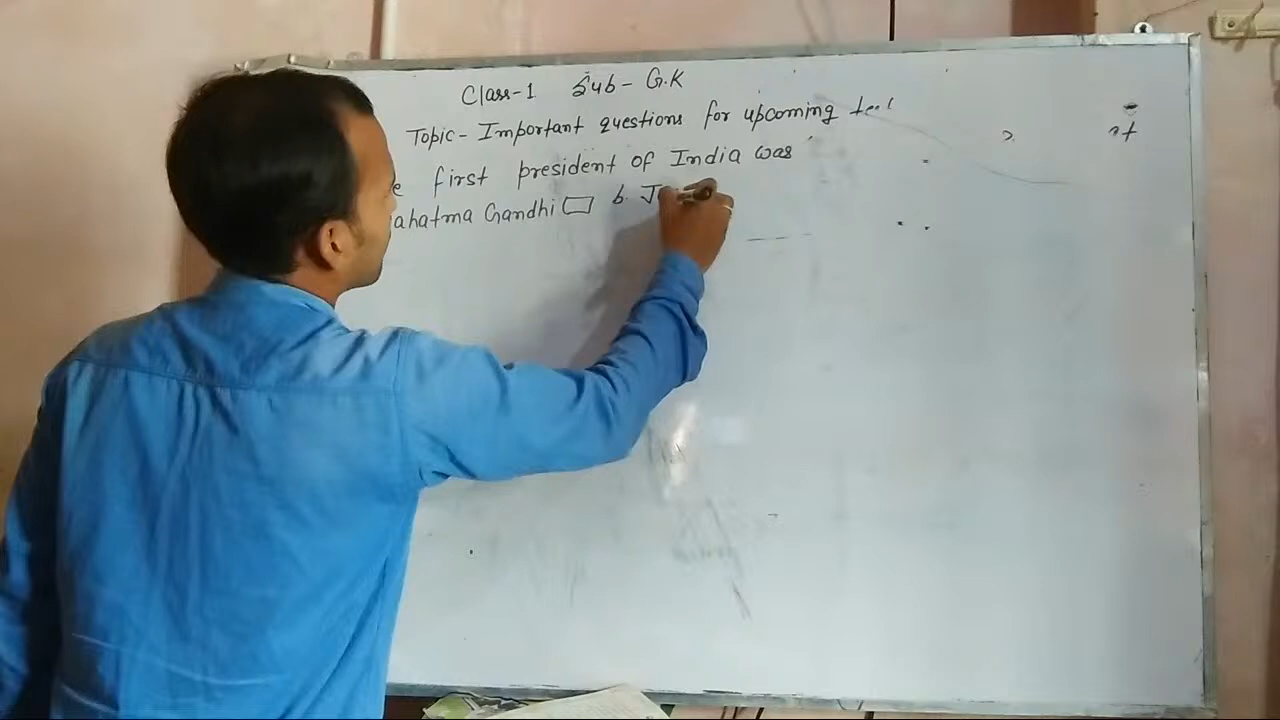 Class-1 Sub- G.K
Topic- Important questions for upcoming
e first president of India was
ahatma Gandhi b. J